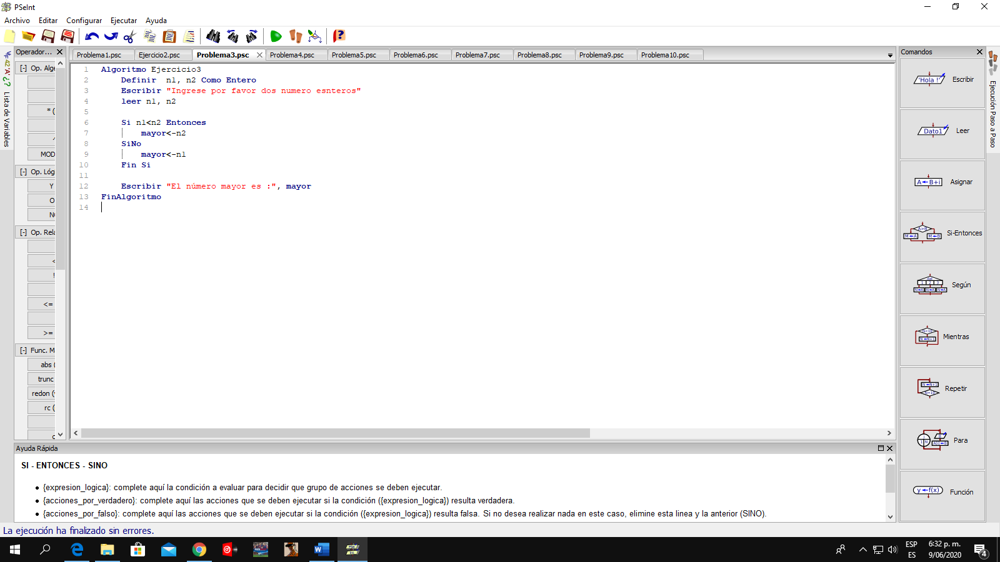 PSeInt
Archivo Editar Configurar Ejecutar Ayuda
Operador...
Problema1.psc Ejercicio2.psc Problema3.psc Problema4.psc Problema5.psc Problema6.psc Problema7.psc Problema8.psc Problema9.psc Problema10.psc
Comandos
Lista de Variables
[-] Op. Alge
* (
MOD
[-] Op. Lóg
Y
O
[-] Op. Rela
<
!
<=
>=
[-] Func. M
abs (
trunc
redon (
rc (
1 Algoritmo Ejercicio3
2 Definir n1, n2 Como Entero
3 Escribir "Ingrese por favor dos numero esnteros"
4 leer n1, n2
5
6 Si n1<n2 Entonces
7 mayor<-n2
8 SiNo
9 mayor<-n1
10 Fin Si
11
12 Escribir "El número mayor es :", mayor
13 FinAlgoritmo
14
'Hola !' Escribir
Dato1 Leer
A←B+i Asignar
A>B M←A M←B Si-Entonces
Según
Mientras
Repetir
Para
y←f(x) Función
Ejecución Paso a Paso
Ayuda Rápida
SI - ENTONCES - SINO
• {expresion_logica}: complete aquí la condición a evaluar para decidir que grupo de acciones se deben ejecutar.
• {acciones_por_verdadero}: complete aquí las acciones que se deben ejecutar si la condición ({expresion_logica}) resulta verdadera.
• {acciones_por_falso}: complete aquí las acciones que se deben ejecutar si la condición ({expresion_logica}) resulta falsa. Si no desea realizar nada en este caso, elimine esta linea y la anterior (SINO).
La ejecución ha finalizado sin errores.
ESP
ES
6:32 p. m.
9/06/2020
4